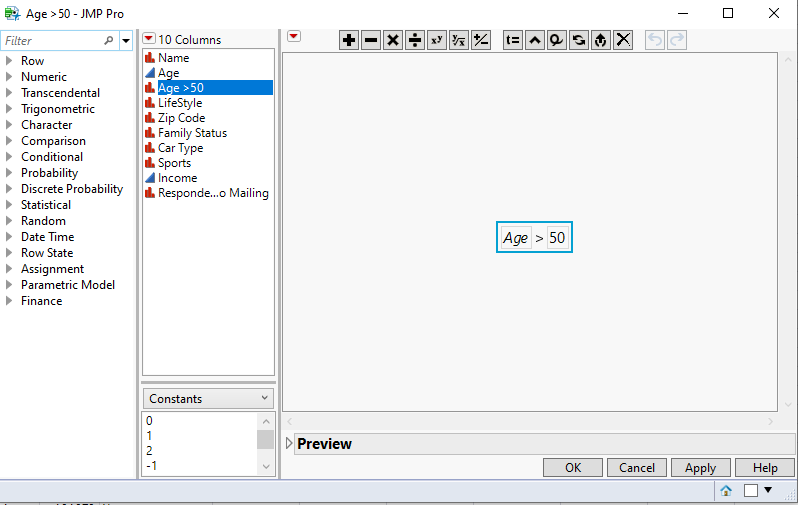 Age >50 - JMP Pro
Filter
Row
Numeric
Transcendental
Trigonometric
Character
Comparison
Conditional
Probability
Discrete Probability
Statistical
Random
Date Time
Row State
Assignment
Parametric Model
Finance
10 Columns
Name
Age
Age >50
LifeStyle
Zip Code
Family Status
Car Type
Sports
Income
Responde...o Mailing
Constants
0
1
2
-1
xʸ
ʸ√x
+/-
t=
Age > 50
Preview
OK
Cancel
Apply
Help